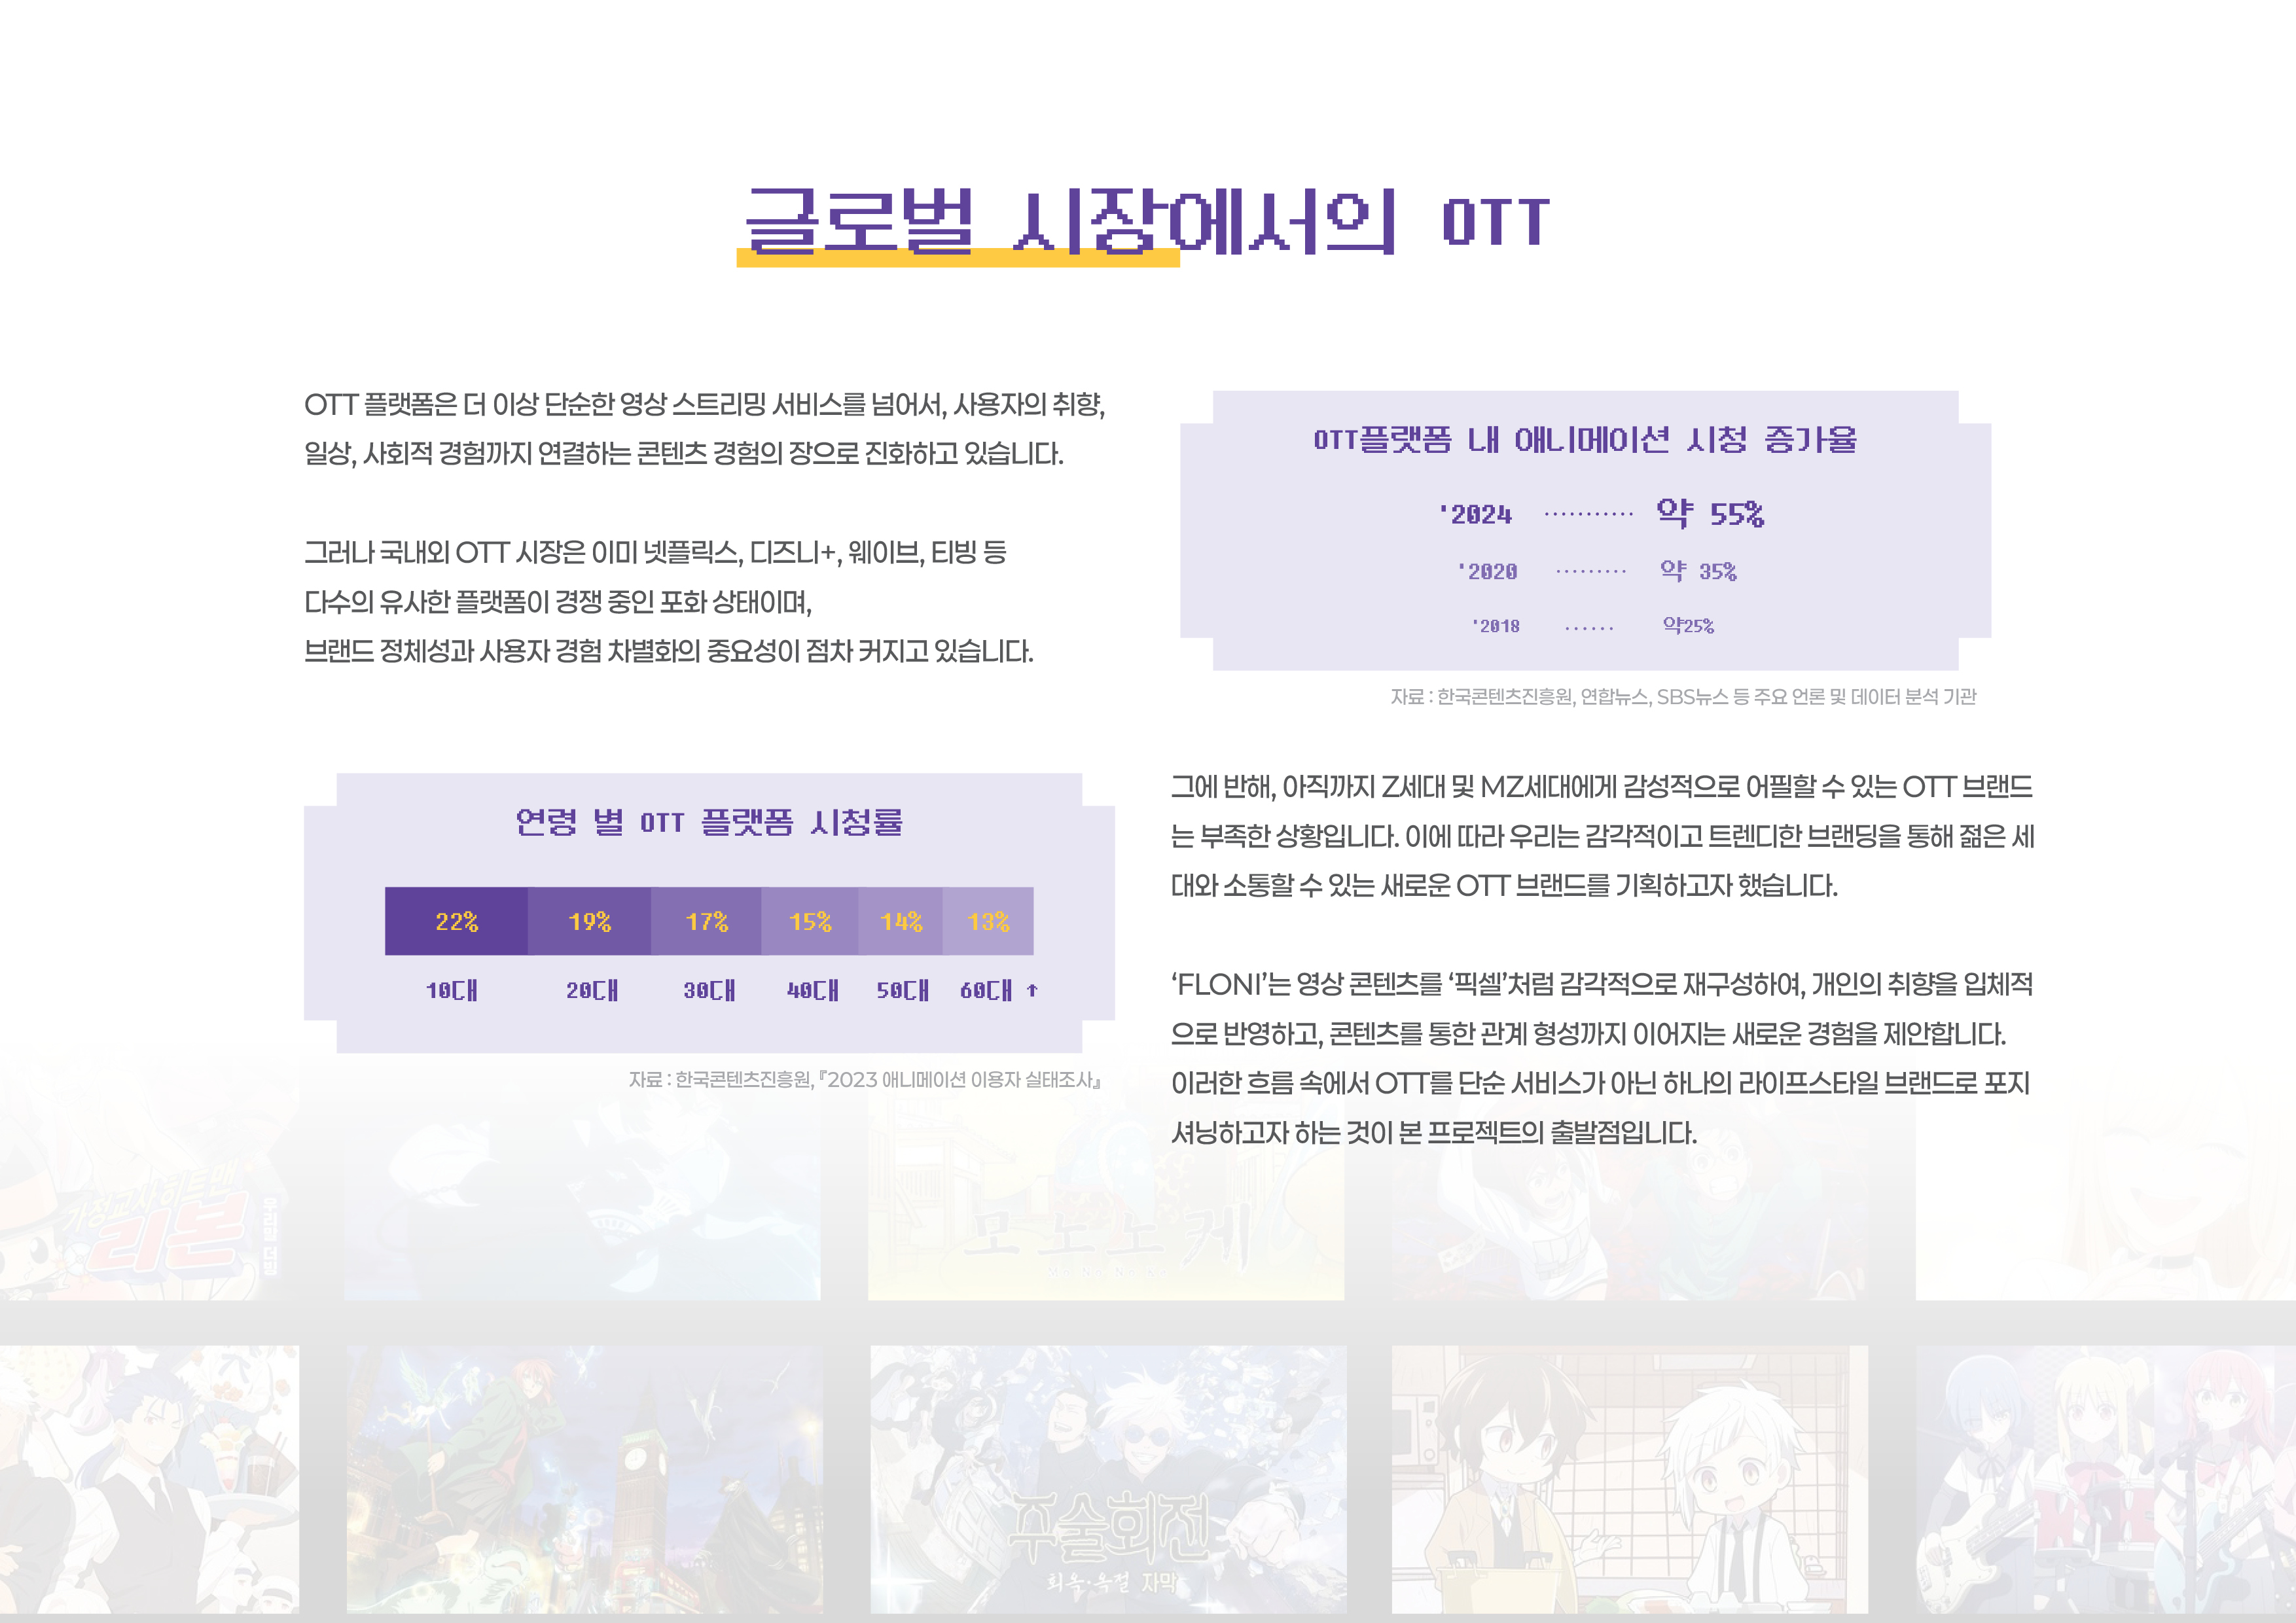 글로벌 시장에서의 OTT
OTT 플랫폼은 더 이상 단순한 영상 스트리밍 서비스를 넘어서, 사용자의 취향,
일상, 사회적 경험까지 연결하는 콘텐츠 경험의 장으로 진화하고 있습니다.
그러나 국내외 OTT 시장은 이미 넷플릭스, 디즈니+, 웨이브, 티빙 등
다수의 유사한 플랫폼이 경쟁 중인 포화 상태이며,
브랜드 정체성과 사용자 경험 차별화의 중요성이 점차 커지고 있습니다.
OTT플랫폼 내 애니메이션 시청 증가율
'2024 ··········· 약 55%
'2020 ········· 약 35%
'2018 ······ 약25%
자료 : 한국콘텐츠진흥원, 연합뉴스, SBS뉴스 등 주요 언론 및 데이터 분석 기관
연령 별 OTT 플랫폼 시청률
22% 19% 17% 15% 14% 13%
10대 20대 30대 40대 50대 60대 ↑
자료 : 한국콘텐츠진흥원, 『2023 애니메이션 이용자 실태조사』
그에 반해, 아직까지 Z세대 및 MZ세대에게 감성적으로 어필할 수 있는 OTT 브랜드
는 부족한 상황입니다. 이에 따라 우리는 감각적이고 트렌디한 브랜딩을 통해 젊은 세
대와 소통할 수 있는 새로운 OTT 브랜드를 기획하고자 했습니다.
‘FLONI’는 영상 콘텐츠를 ‘픽셀’처럼 감각적으로 재구성하여, 개인의 취향을 입체적
으로 반영하고, 콘텐츠를 통한 관계 형성까지 이어지는 새로운 경험을 제안합니다.
이러한 흐름 속에서 OTT를 단순 서비스가 아닌 하나의 라이프스타일 브랜드로 포지
셔닝하고자 하는 것이 본 프로젝트의 출발점입니다.
가정교사 히트맨
리본
모노노케
주술회전
회옥·옥절 자막